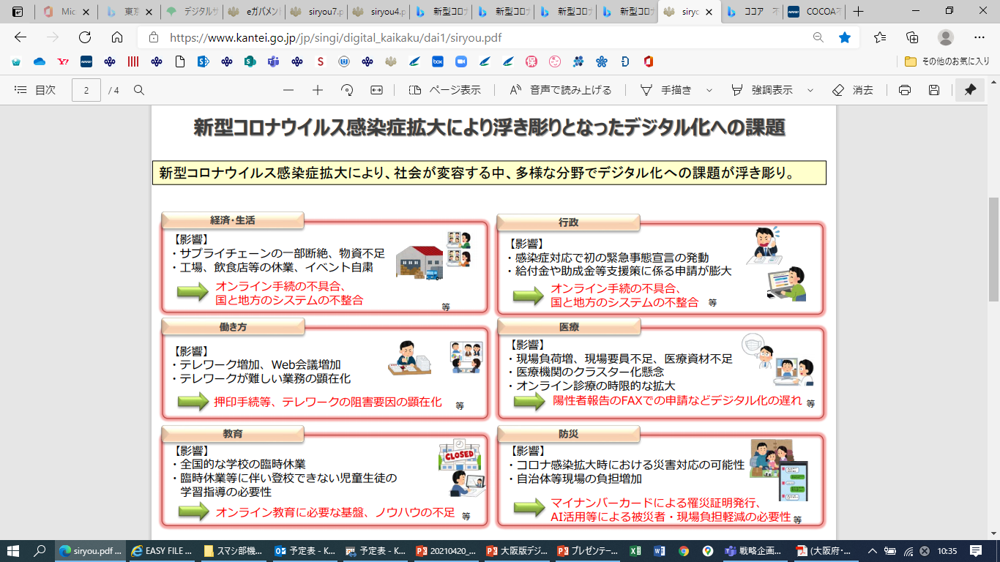 Mic
東京
デジタルサ
eガバメント
siryou7.p
siryou4.p
新型コロナ
新型コロナ
新型コロナ
新型コロナ
siryc
ココア 不
COCOA不
https://www.kantei.go.jp/jp/singi/digital_kaikaku/dai1/siryou.pdf
その他のお気に入り
目次
2 / 4
ページ表示
音声で読み上げる
手描き
強調表示
消去
新型コロナウイルス感染症拡大により浮き彫りとなったデジタル化への課題
新型コロナウイルス感染症拡大により、社会が変容する中、多様な分野でデジタル化への課題が浮き彫り。
経済・生活
【影響】
・サプライチェーンの一部断絶、物資不足
・工場、飲食店等の休業、イベント自粛
オンライン手続の不具合、
国と地方のシステムの不整合
等
行政
【影響】
・感染症対応で初の緊急事態宣言の発動
・給付金や助成金等支援策に係る申請が膨大
オンライン手続の不具合、
国と地方のシステムの不整合 等
働き方
【影響】
・テレワーク増加、Web会議増加
・テレワークが難しい業務の顕在化
押印手続等、テレワークの阻害要因の顕在化 等
医療
【影響】
・現場負荷増、現場要員不足、医療資材不足
・医療機関のクラスター化懸念
・オンライン診療の時限的な拡大
陽性者報告のFAXでの申請などデジタル化の遅れ 等
教育
【影響】
・全国的な学校の臨時休業
・臨時休業等に伴い登校できない児童生徒の
学習指導の必要性
オンライン教育に必要な基盤、ノウハウの不足 等
CLOSED
防災
【影響】
・コロナ感染拡大時における災害対応の可能性
・自治体等現場の負担増加
マイナンバーカードによる罹災証明発行、
AI活用等による被災者・現場負担軽減の必要性 等
siryou.pdf ...
EASY FILE ...
スマシ部機...
予定表 - K...
予定表 - K...
20210420_...
大阪版デジ...
プレゼンテー...
戦略企画...
(大阪府・...
10:35